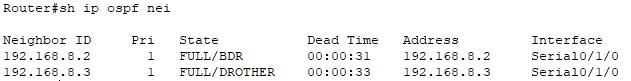 Router#sh ip ospf nei
Neighbor ID Pri State Dead Time Address Interface
192.168.8.2 1 FULL/BDR 00:00:31 192.168.8.2 Serial0/1/0
192.168.8.3 1 FULL/DROTHER 00:00:33 192.168.8.3 Serial0/1/0